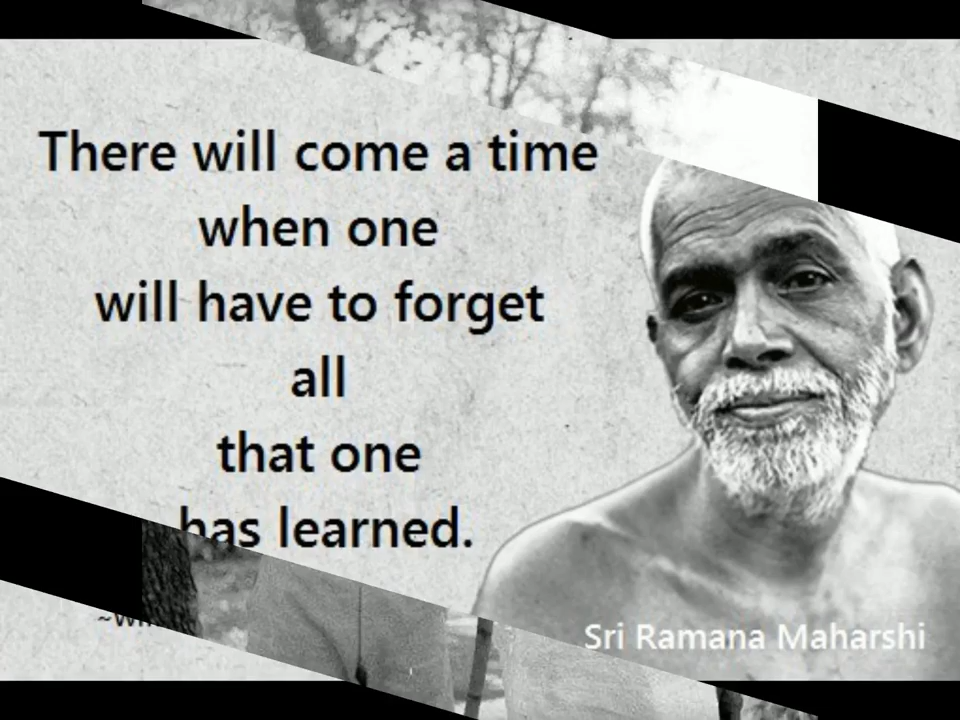 There will come a time
when one
will have to forget
all
that one
has learned.
Sri Ramana Maharshi